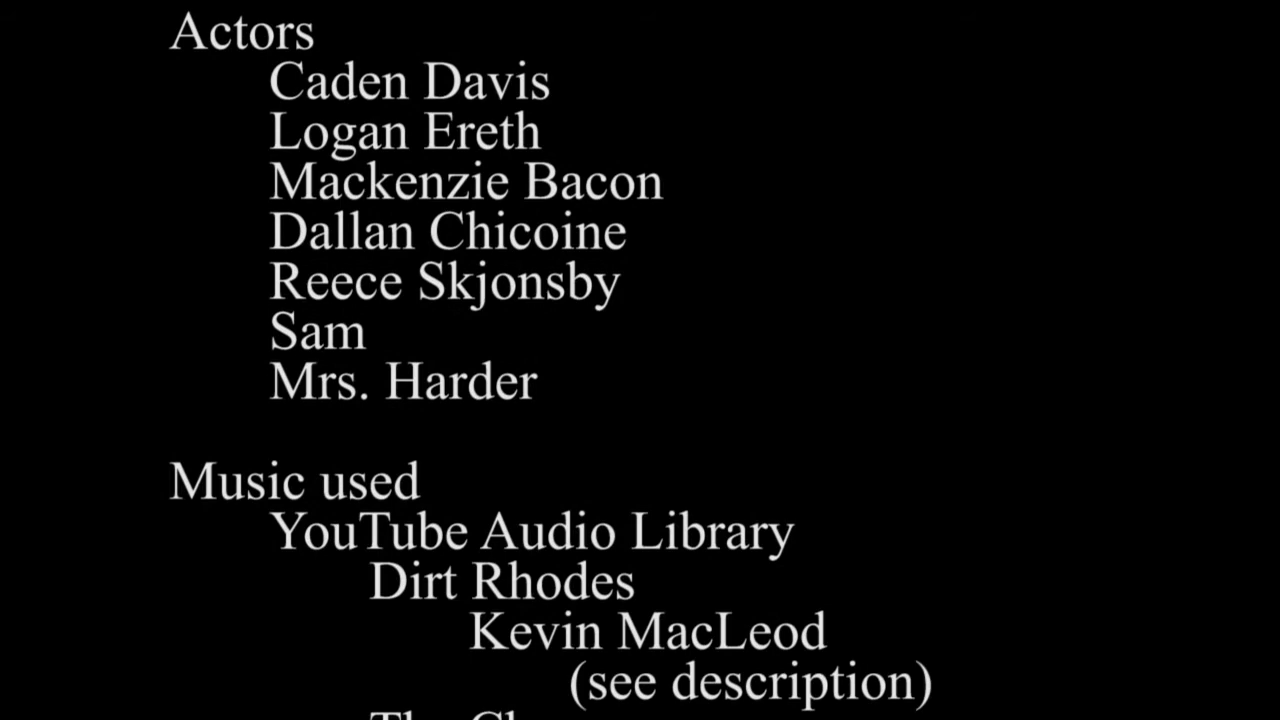 Actors
Caden Davis
Logan Ereth
Mackenzie Bacon
Dallan Chicoine
Reece Skjonsby
Sam
Mrs. Harder
Music used
YouTube Audio Library
Dirt Rhodes
Kevin MacLeod
(see description)